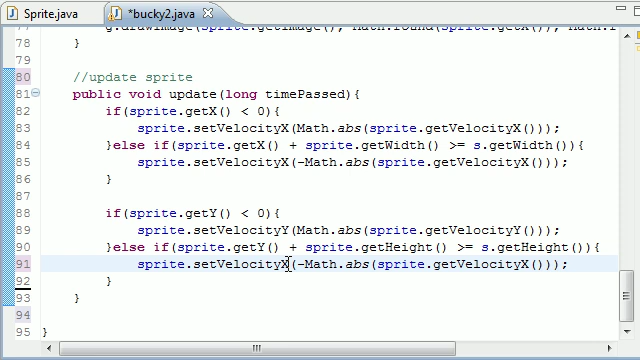 Sprite.java *bucky2.java
78 }
79
80 //update sprite
81 public void update(long timePassed){
82 if(sprite.getX() < 0){
83 sprite.setVelocityX(Math.abs(sprite.getVelocityX()));
84 }else if(sprite.getX() + sprite.getWidth() >= s.getWidth()){
85 sprite.setVelocityX(-Math.abs(sprite.getVelocityX()));
86 }
87
88 if(sprite.getY() < 0){
89 sprite.setVelocityY(Math.abs(sprite.getVelocityY()));
90 }else if(sprite.getY() + sprite.getHeight() >= s.getHeight()){
91 sprite.setVelocityX(-Math.abs(sprite.getVelocityX()));
92 }
93 }
94
95 }